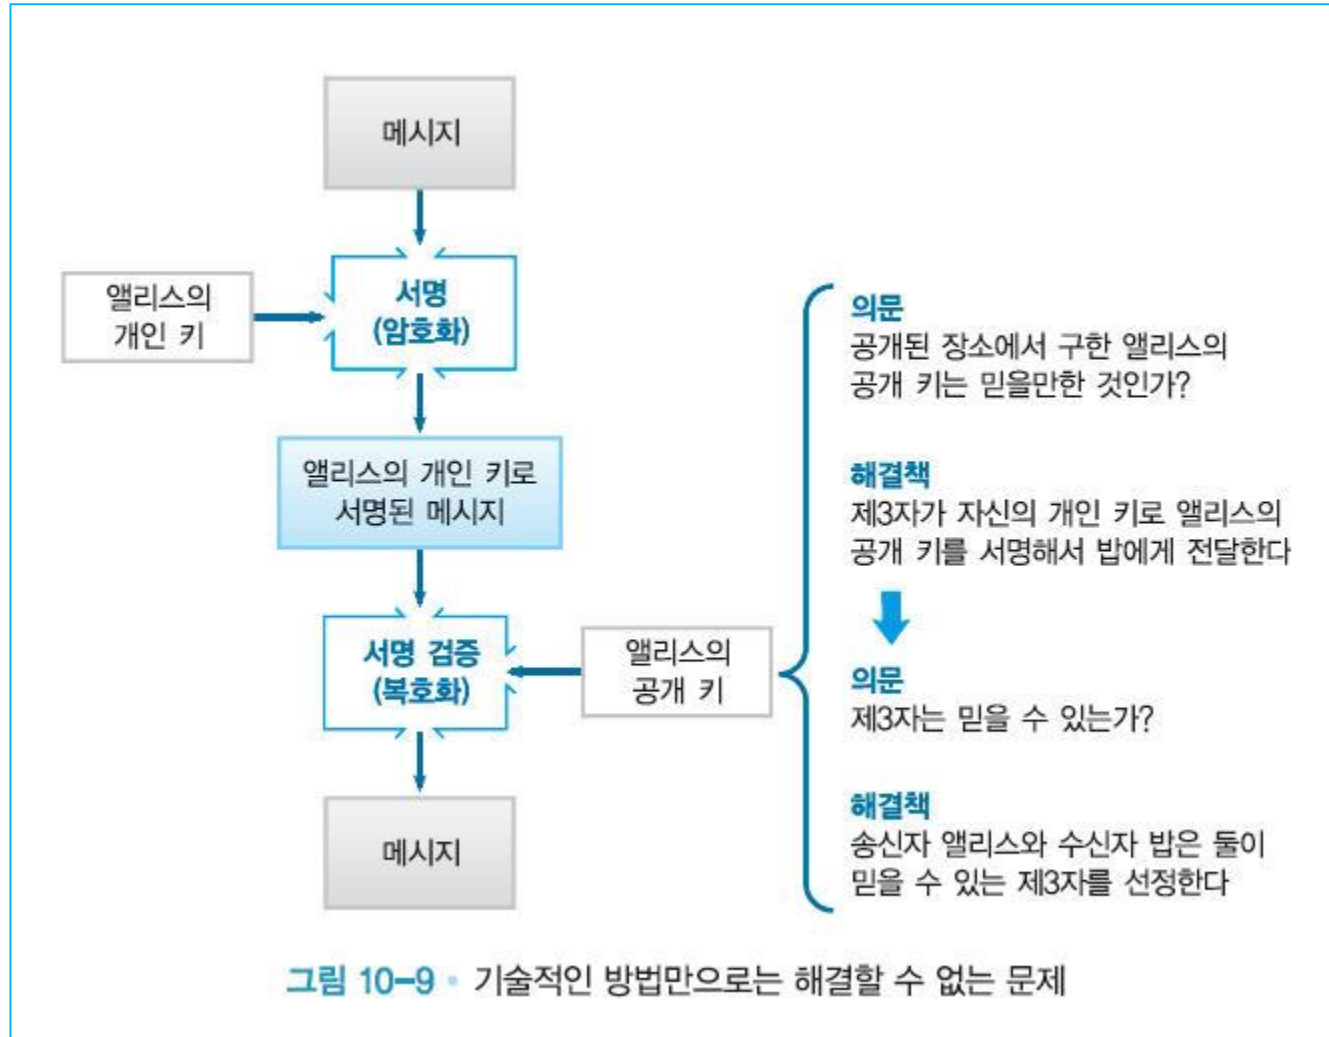 메시지
앨리스의
개인 키
서명
(암호화)
앨리스의 개인 키로
서명된 메시지
서명 검증
(복호화)
앨리스의
공개 키
메시지
의문
공개된 장소에서 구한 앨리스의
공개 키는 믿을만한 것인가?
해결책
제3자가 자신의 개인 키로 앨리스의
공개 키를 서명해서 밥에게 전달한다
의문
제3자는 믿을 수 있는가?
해결책
송신자 앨리스와 수신자 밥은 둘이
믿을 수 있는 제3자를 선정한다
그림 10-9 • 기술적인 방법만으로는 해결할 수 없는 문제